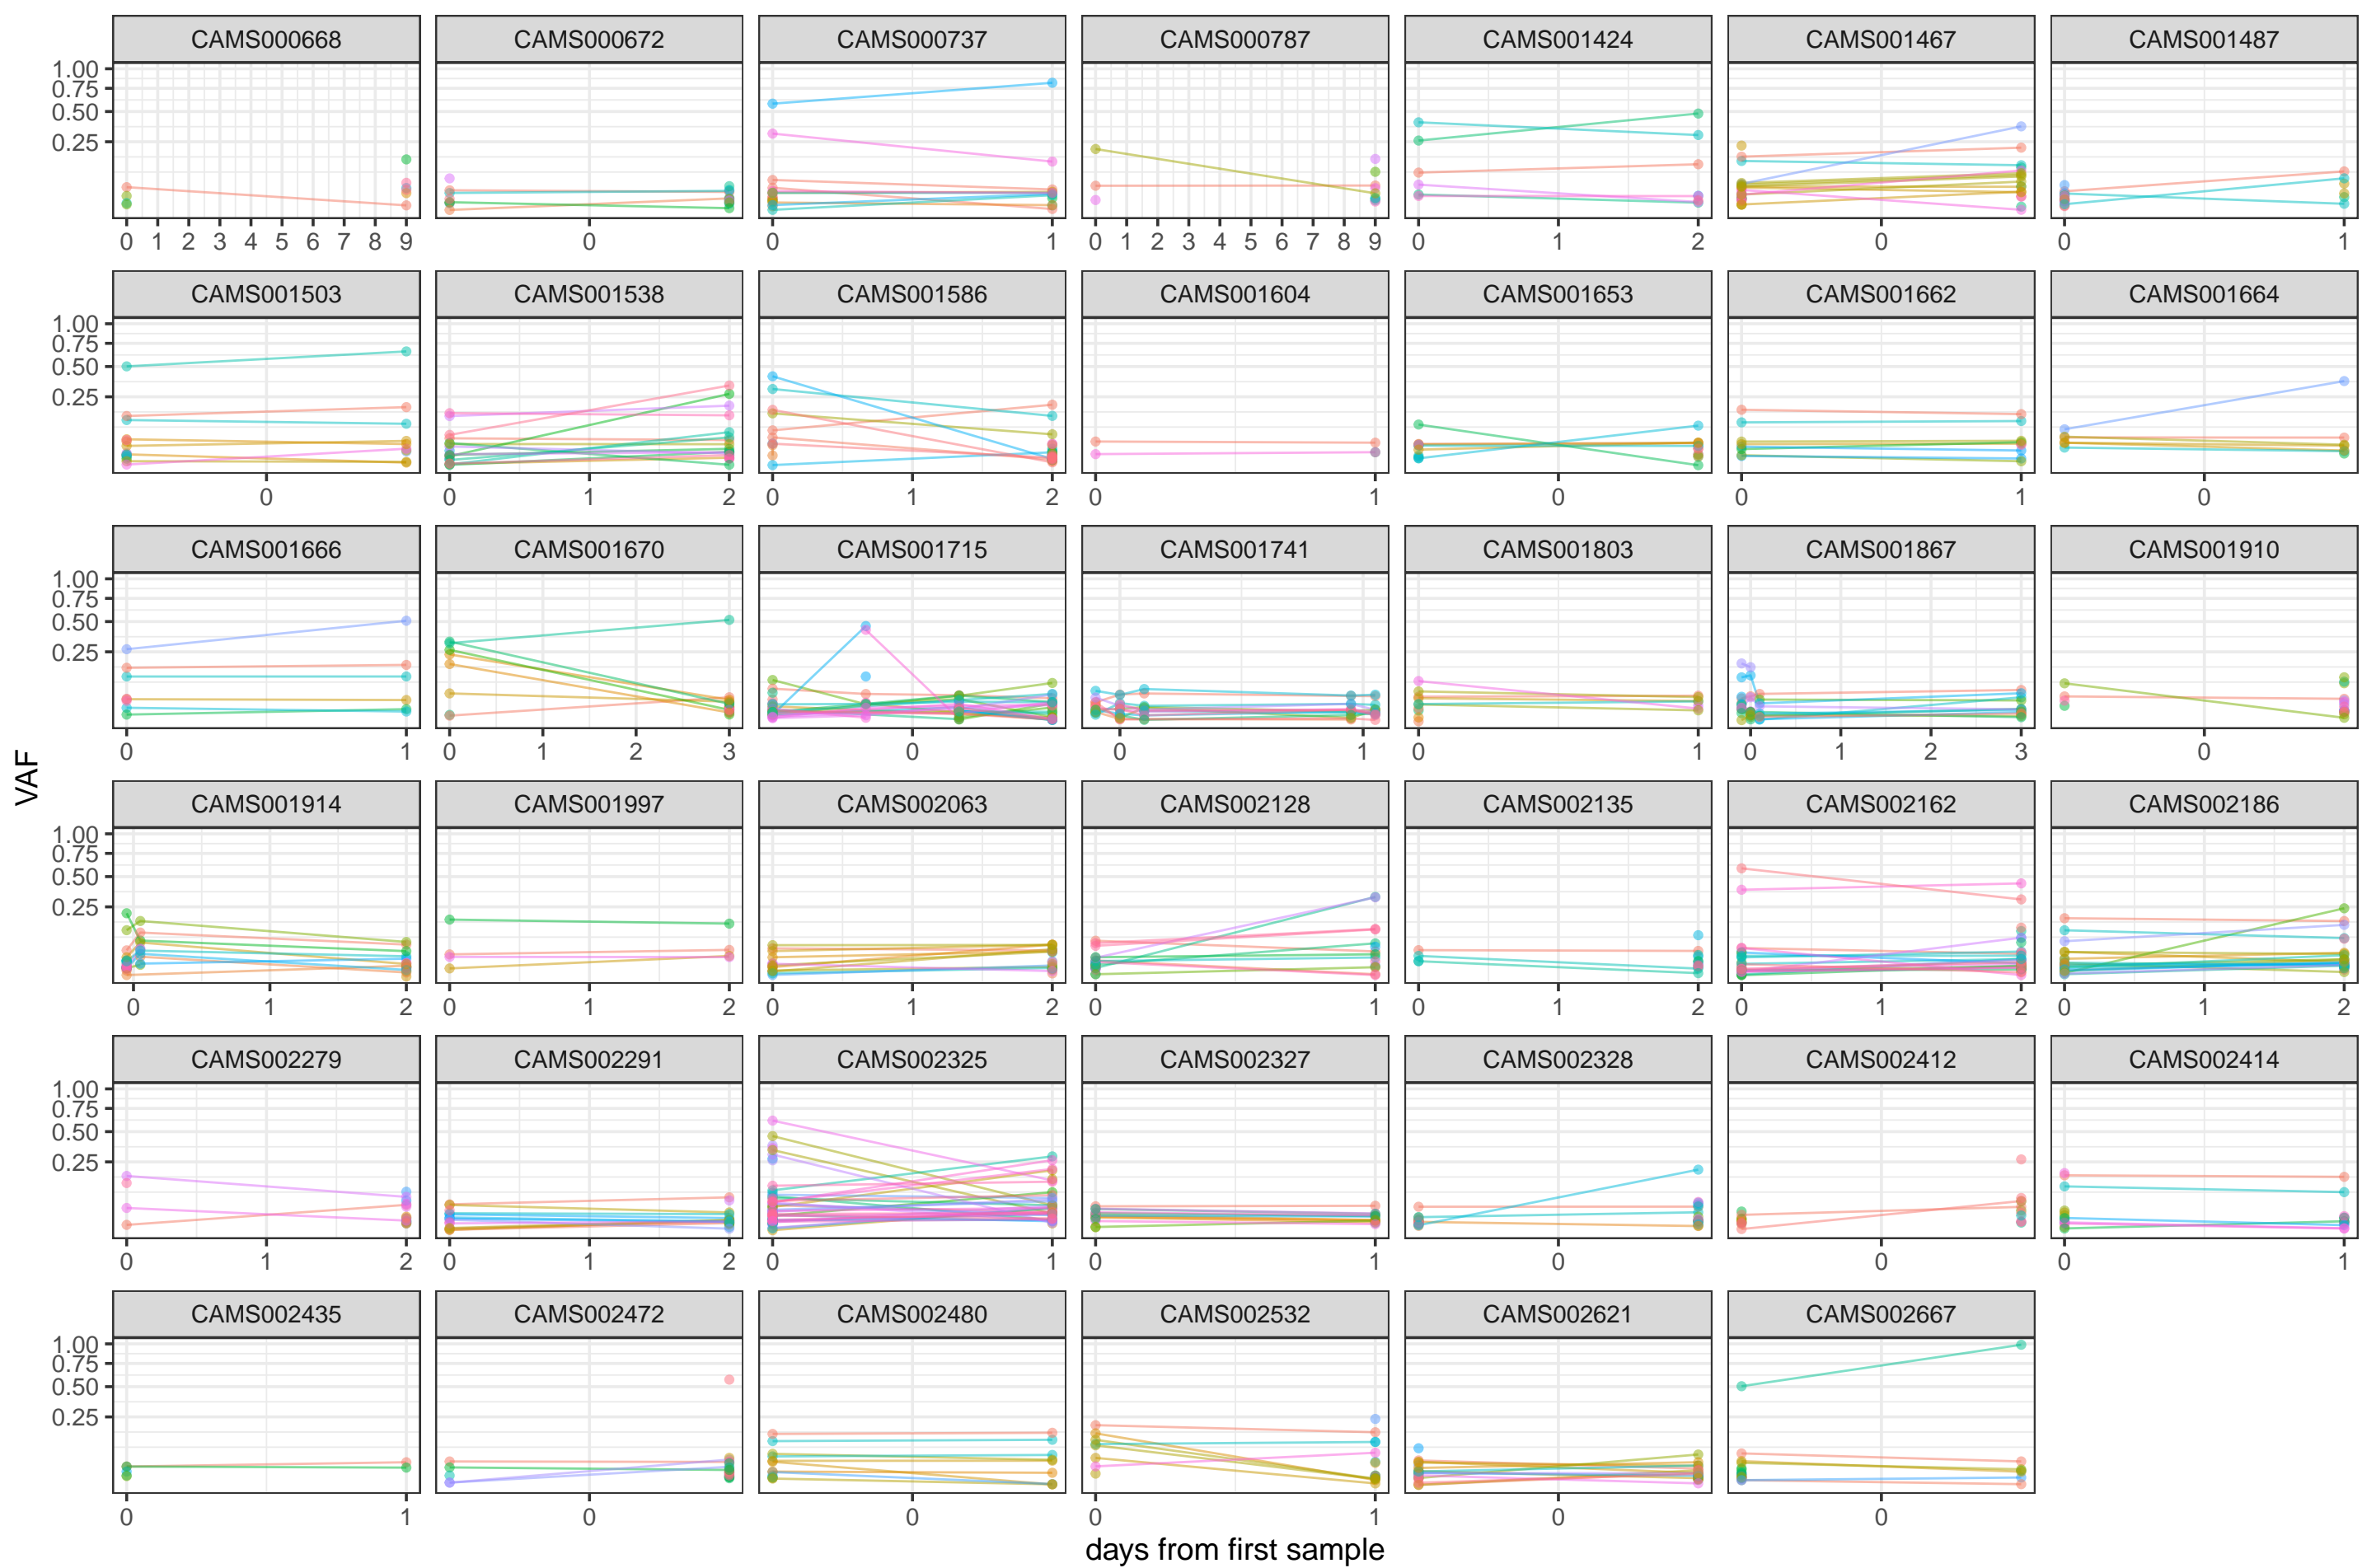 CAMS000668 CAMS000672 CAMS000737 CAMS000787 CAMS001424 CAMS001467 CAMS001487
1.00
0.75
0.50
0.25
0 1 2 3 4 5 6 7 8 9 0 0 1 0 1 2 3 4 5 6 7 8 9 0 1 2 0 0 1
CAMS001503 CAMS001538 CAMS001586 CAMS001604 CAMS001653 CAMS001662 CAMS001664
1.00
0.75
0.50
0.25
0 0 1 2 0 1 2 0 1 0 0 1 0
CAMS001666 CAMS001670 CAMS001715 CAMS001741 CAMS001803 CAMS001867 CAMS001910
1.00
0.75
0.50
0.25
0 1 0 1 2 3 0 0 1 0 1 0 1 2 3 0
VAF
CAMS001914 CAMS001997 CAMS002063 CAMS002128 CAMS002135 CAMS002162 CAMS002186
1.00
0.75
0.50
0.25
0 1 2 0 1 2 0 1 2 0 1 0 1 2 0 1 2 0 1 2
CAMS002279 CAMS002291 CAMS002325 CAMS002327 CAMS002328 CAMS002412 CAMS002414
1.00
0.75
0.50
0.25
0 1 2 0 1 2 0 1 0 1 0 0 0 1
CAMS002435 CAMS002472 CAMS002480 CAMS002532 CAMS002621 CAMS002667
1.00
0.75
0.50
0.25
0 1 0 0 0 1 0 0
days from first sample